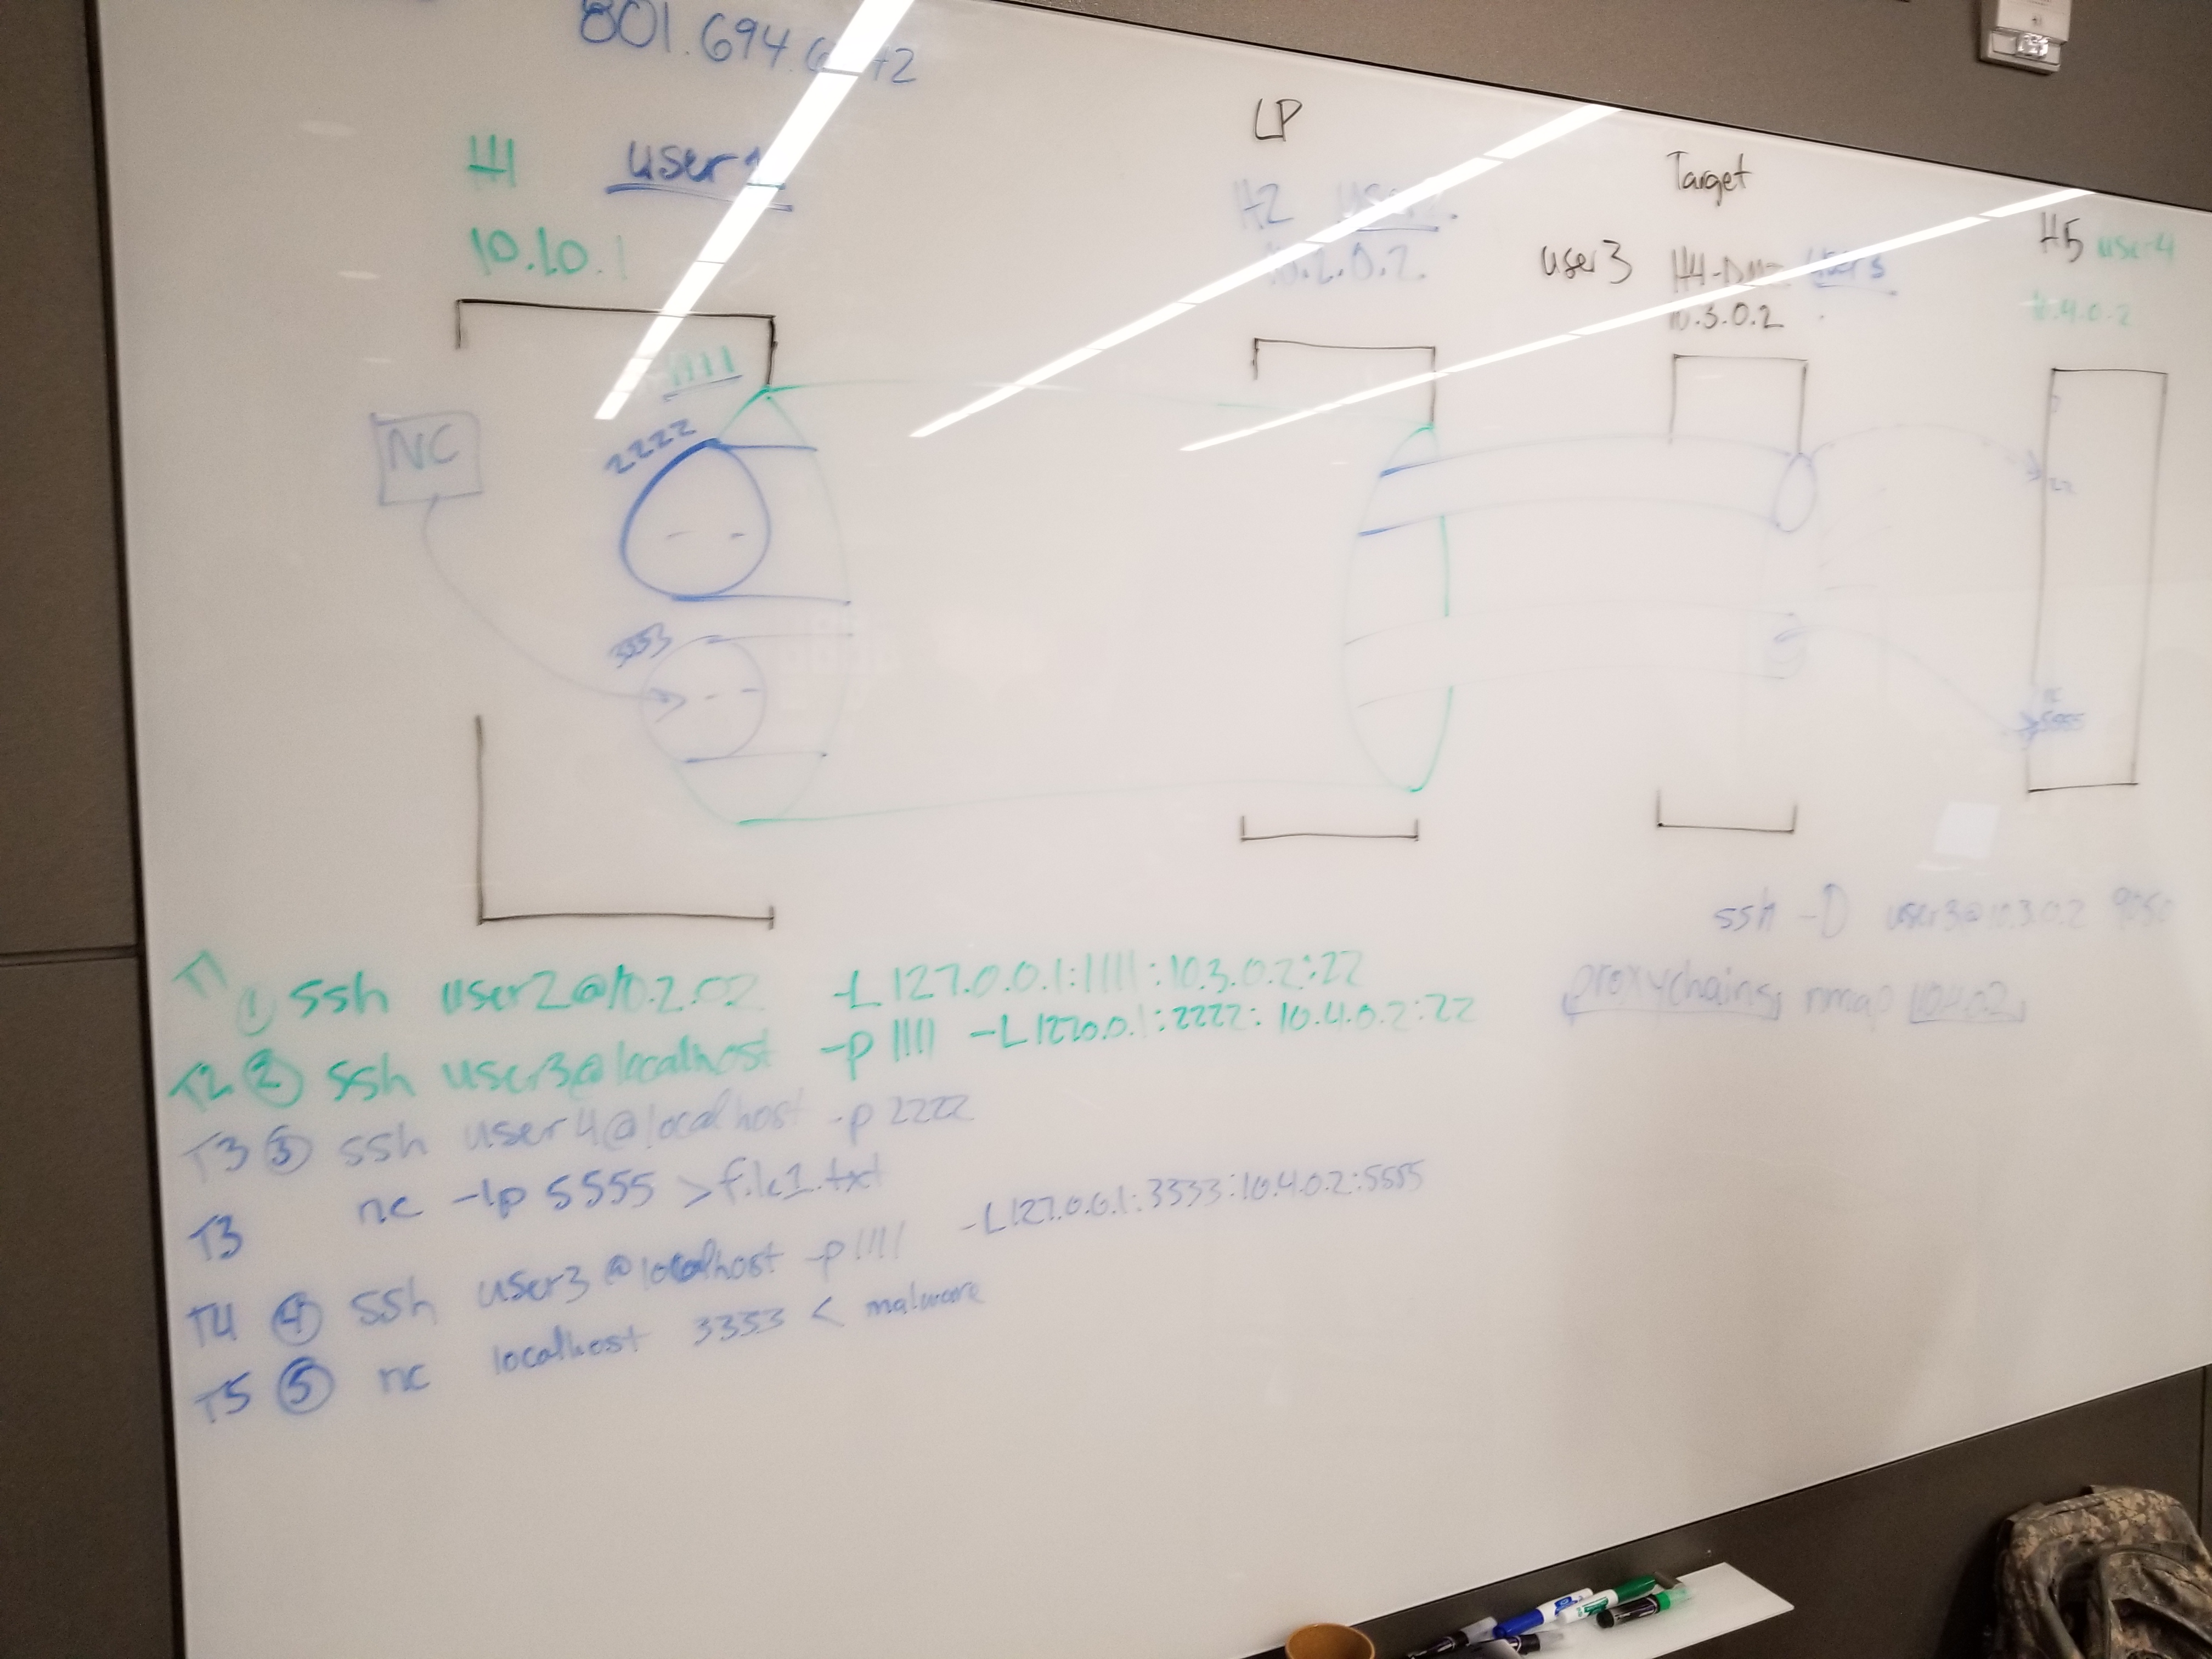 801.694.
H1 user1
10.10.1
LP
H2 user2.
10.2.0.2.
Target
user3 H4-DMZ user3
10.3.0.2
H5 user4
10.4.0.2
1111
2222
NC
3333
22
nc
5555
ssh -D user3@10.3.0.2 9050
proxychains nmap 10.4.0.2
T1 ① ssh user2@10.2.0.2 -L 127.0.0.1:1111:10.3.0.2:22
T2 ② ssh user3@localhost -p 1111 -L 127.0.0.1:2222:10.4.0.2:22
T3 ③ ssh user4@localhost -p 2222
T3 nc -lp 5555 > file1.txt
T4 ④ ssh user3@localhost -p 1111 -L 127.0.0.1:3333:10.4.0.2:5555
T5 ⑤ nc localhost 3333 < malware